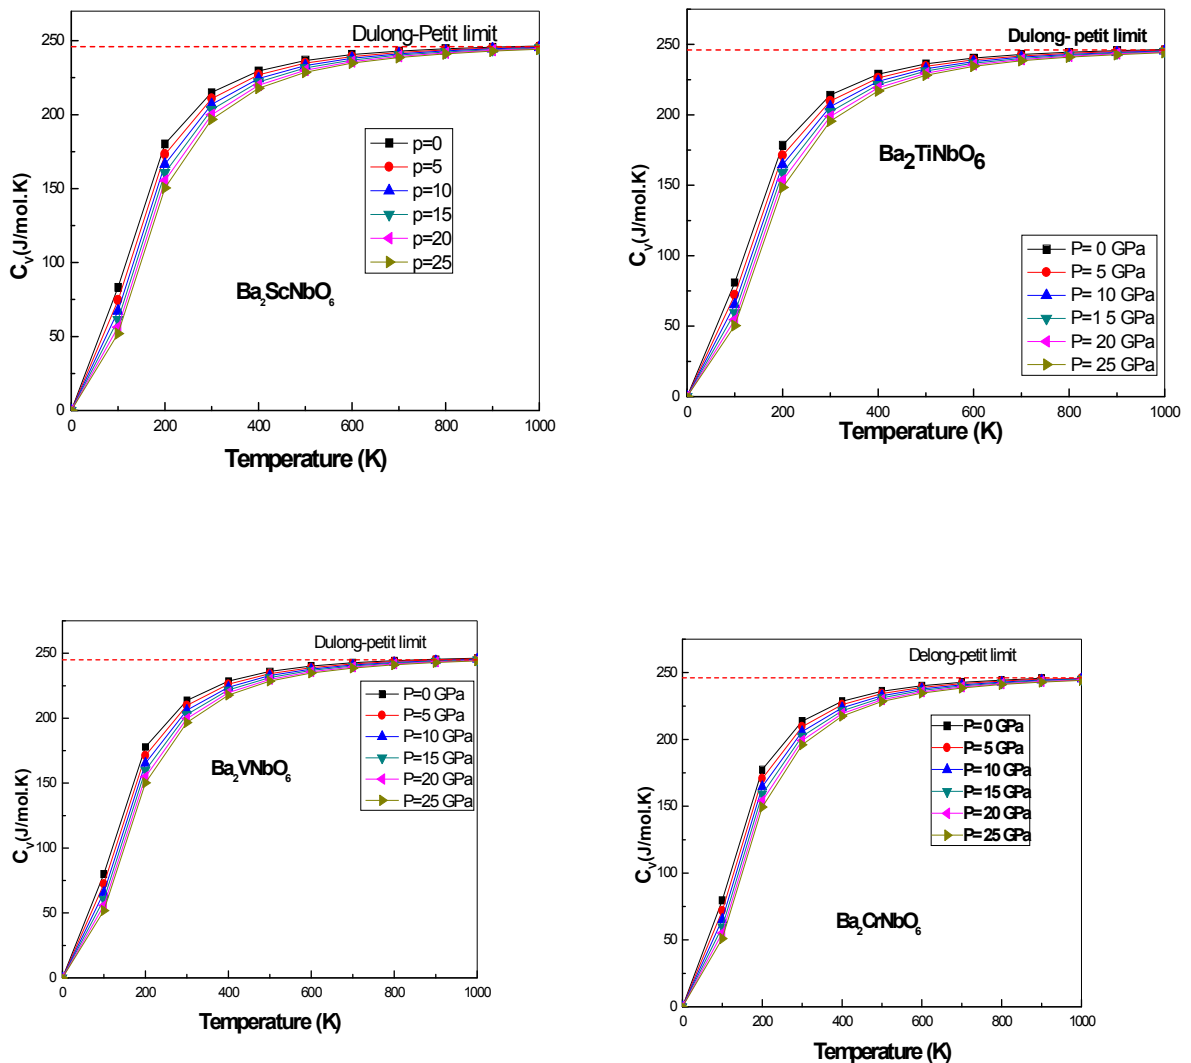 Dulong-Petit limit
250
200
150
100
50
0
C_V(J/mol.K)
p=0
p=5
p=10
p=15
p=20
p=25
Ba₂ScNbO₆
0 200 400 600 800 1000
Temperature (K)
Dulong- petit limit
250
200
150
100
50
0
C_V(J/mol.K)
Ba₂TiNbO₆
P= 0 GPa
P= 5 GPa
P= 10 GPa
P=1 5 GPa
P= 20 GPa
P= 25 GPa
0 200 400 600 800 1000
Temperature (K)
Dulong-petit limit
250
200
150
100
50
0
C_V(J/mol.K)
P=0 GPa
P=5 GPa
P=10 GPa
P=15 GPa
P=20 GPa
P=25 GPa
Ba₂VNbO₆
0 200 400 600 800 1000
Temperature (K)
Delong-petit limit
250
200
150
100
50
0
C_V(J/mol.K)
P= 0 GPa
P= 5 GPa
P= 10 GPa
P= 15 GPa
P= 20 GPa
P= 25 GPa
Ba₂CrNbO₆
0 200 400 600 800 1000
Temperature (K)